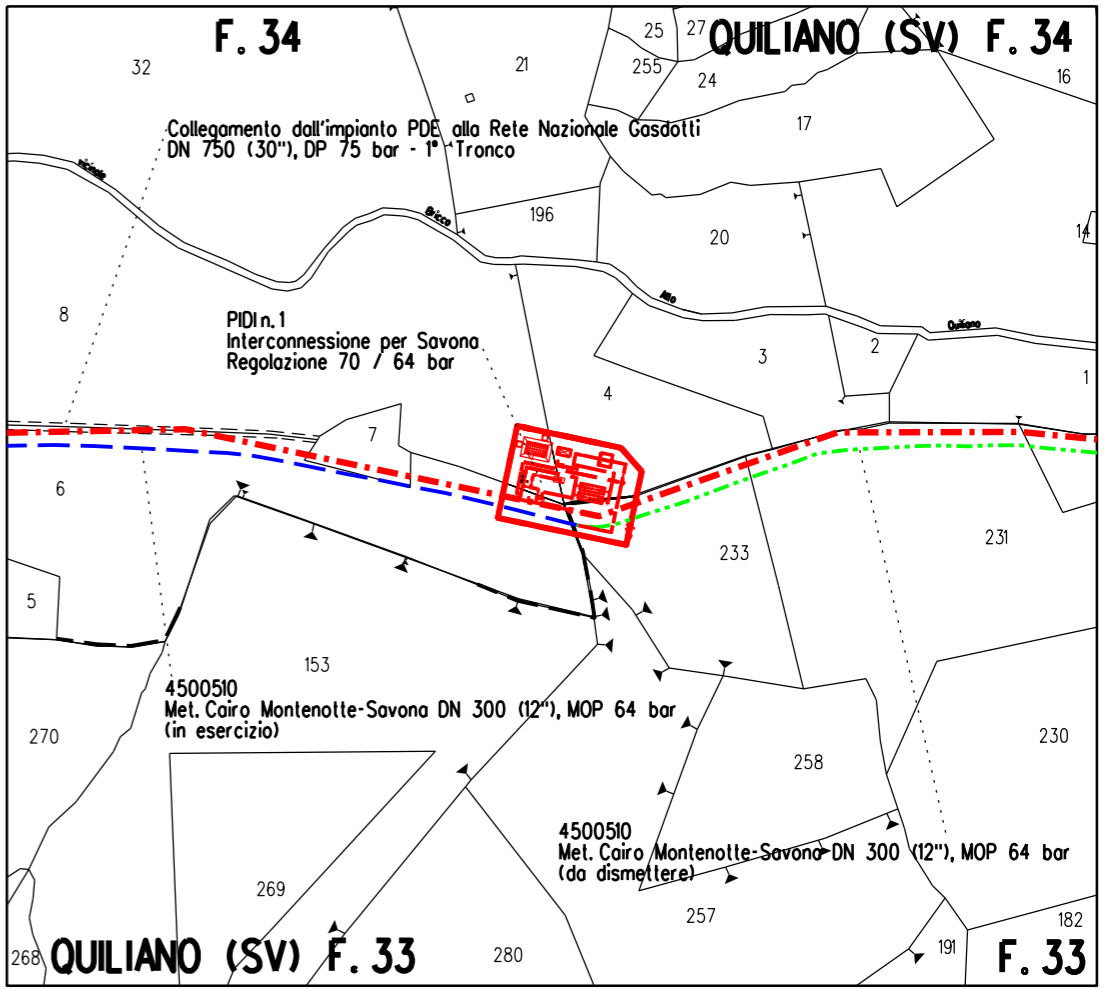 F. 34
QUILIANO (SV) F. 34
25
27
32
21
255
24
16
17
Collegamento dall'impianto PDE alla Rete Nazionale Gasdotti
DN 750 (30"), DP 75 bar - 1° Tronco
vicinale
Bricco
196
20
14
Alto
Quiliano
8
PIDI n. 1
Interconnessione per Savona
Regolazione 70 / 64 bar
3
2
1
4
7
6
233
231
5
153
4500510
Met. Cairo Montenotte-Savona DN 300 (12"), MOP 64 bar
(in esercizio)
270
230
258
4500510
Met. Cairo Montenotte-Savona DN 300 (12"), MOP 64 bar
(da dismettere)
269
257
182
268
QUILIANO (SV) F. 33
280
191
F. 33